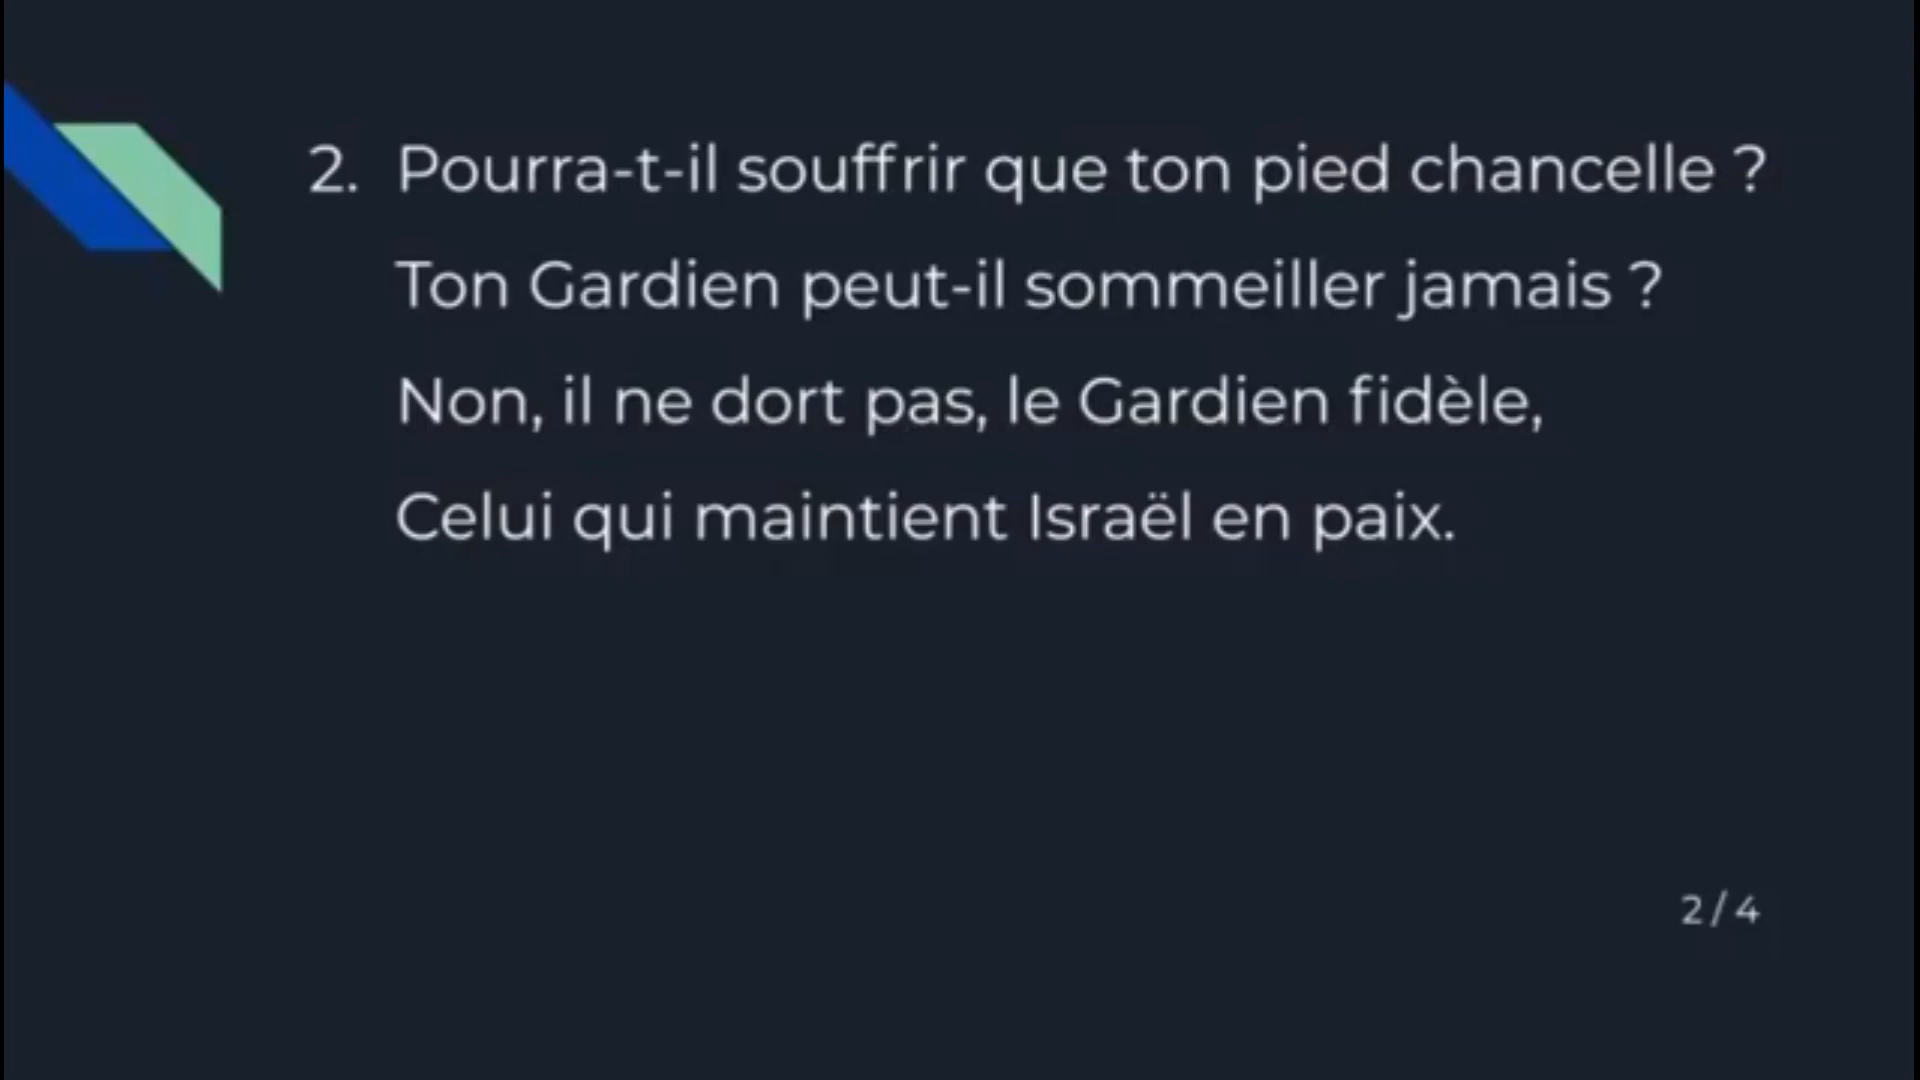 2. Pourra-t-il souffrir que ton pied chancelle ?
Ton Gardien peut-il sommeiller jamais ?
Non, il ne dort pas, le Gardien fidèle,
Celui qui maintient Israël en paix.
2 / 4